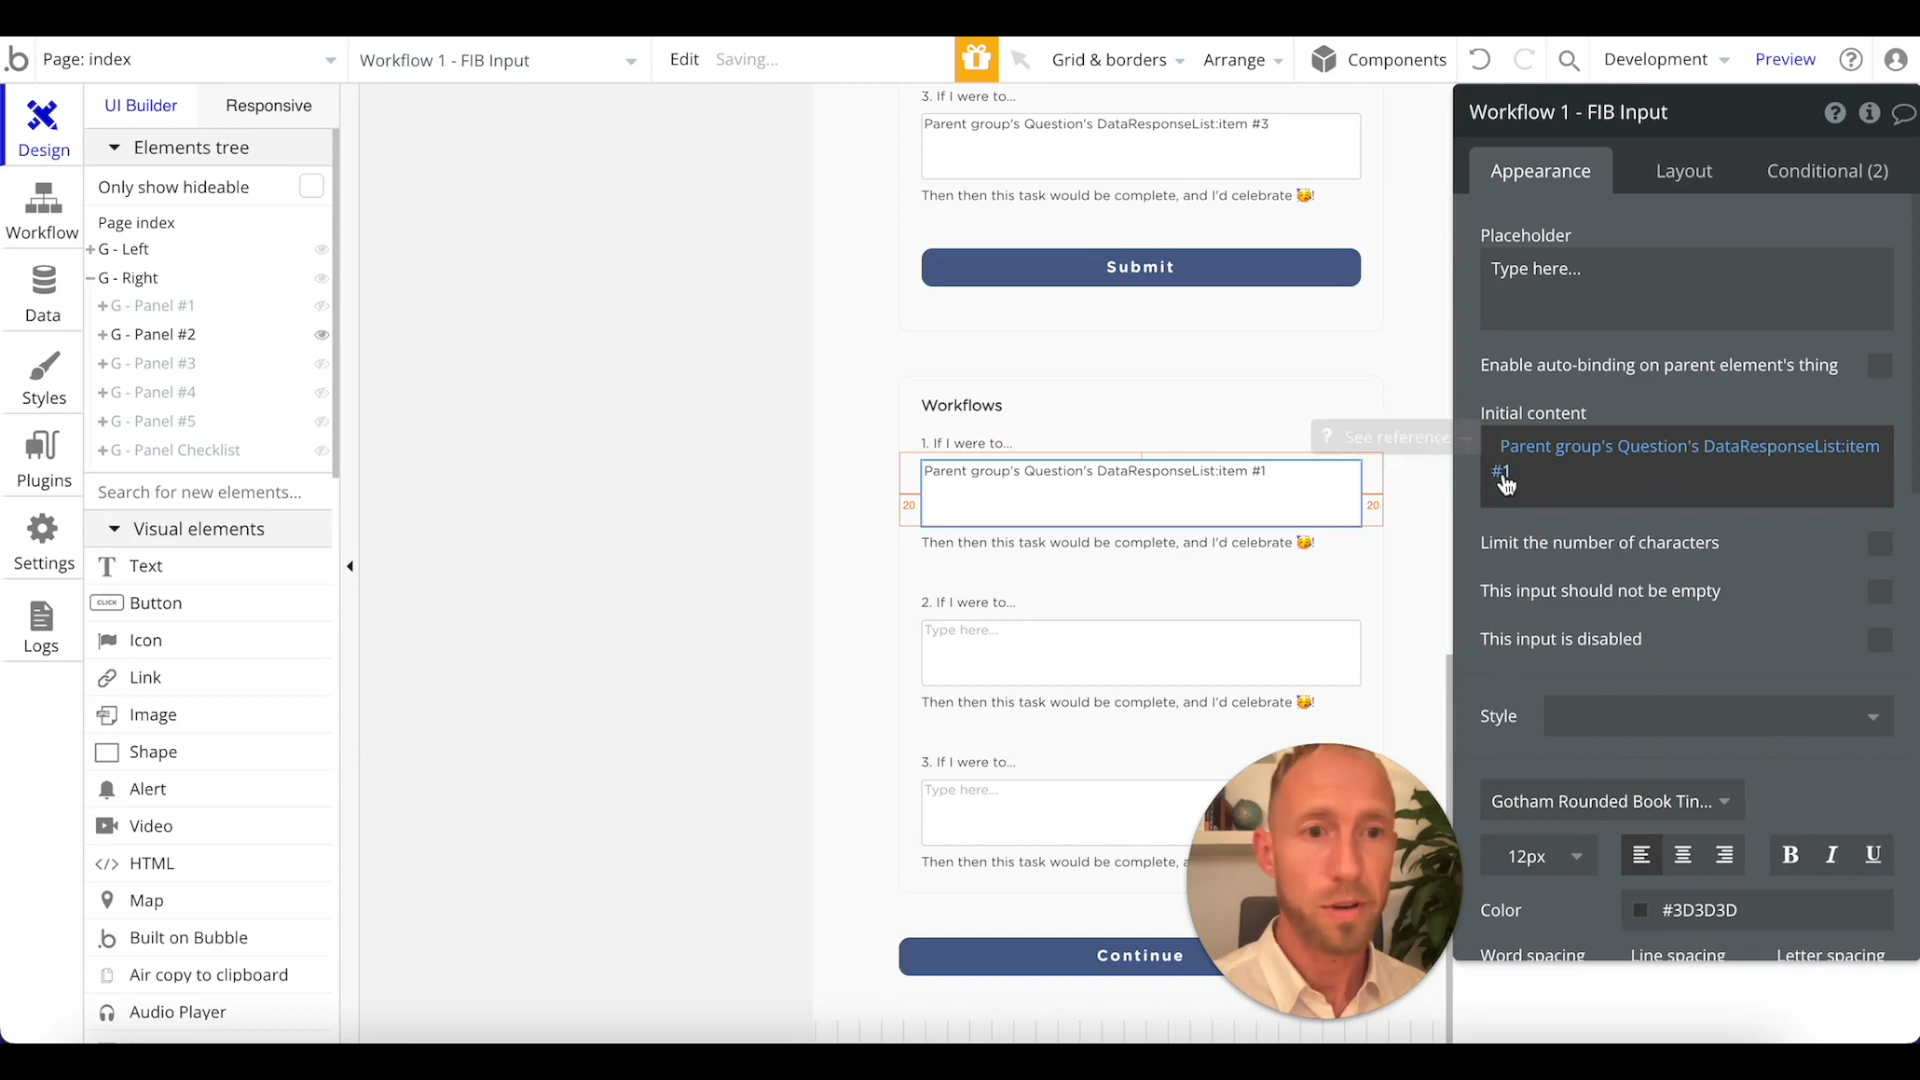 Page: index
Workflow 1 - FIB Input
Edit
Saving...
Grid & borders
Arrange
Components
Development
Preview
Design
Workflow
Data
Styles
Plugins
Settings
Logs
UI Builder
Responsive
Elements tree
Only show hideable
Page index
G - Left
G - Right
G - Panel #1
G - Panel #2
G - Panel #3
G - Panel #4
G - Panel #5
G - Panel Checklist
Search for new elements...
Visual elements
Text
CLICK Button
Icon
Link
Image
Shape
Alert
Video
HTML
Map
Built on Bubble
Air copy to clipboard
Audio Player
3. If I were to...
Parent group's Question's DataResponseList:item #3
Then then this task would be complete, and I'd celebrate 🥳!
Submit
Workflows
1. If I were to...
Parent group's Question's DataResponseList:item #1
20
20
Then then this task would be complete, and I'd celebrate 🥳!
2. If I were to...
Type here...
Then then this task would be complete, and I'd celebrate 🥳!
3. If I were to...
Type here...
Then then this task would be complete,
Continue
? See reference →
Workflow 1 - FIB Input
Appearance
Layout
Conditional (2)
Placeholder
Type here...
Enable auto-binding on parent element's thing
Initial content
Parent group's Question's DataResponseList:item
#1
Limit the number of characters
This input should not be empty
This input is disabled
Style
Gotham Rounded Book Tin...
12px
B I U
Color
#3D3D3D
Word spacing
Line spacing
Letter spacing